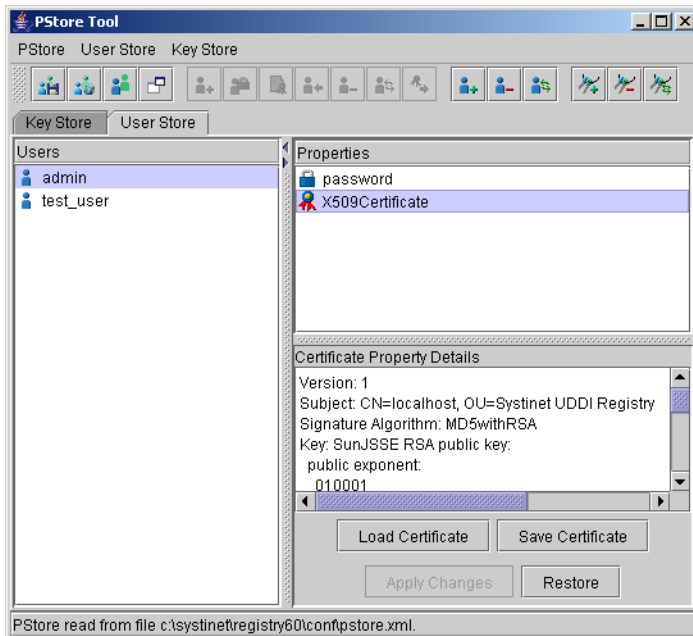 PStore Tool
PStore User Store Key Store
Key Store User Store
Users
admin
test_user
Properties
password
X509Certificate
Certificate Property Details
Version: 1
Subject: CN=localhost, OU=Systinet UDDI Registry
Signature Algorithm: MD5withRSA
Key: SunJSSE RSA public key:
public exponent:
010001
Load Certificate Save Certificate
Apply Changes Restore
PStore read from file c:\systinet\registry60\conf\pstore.xml.